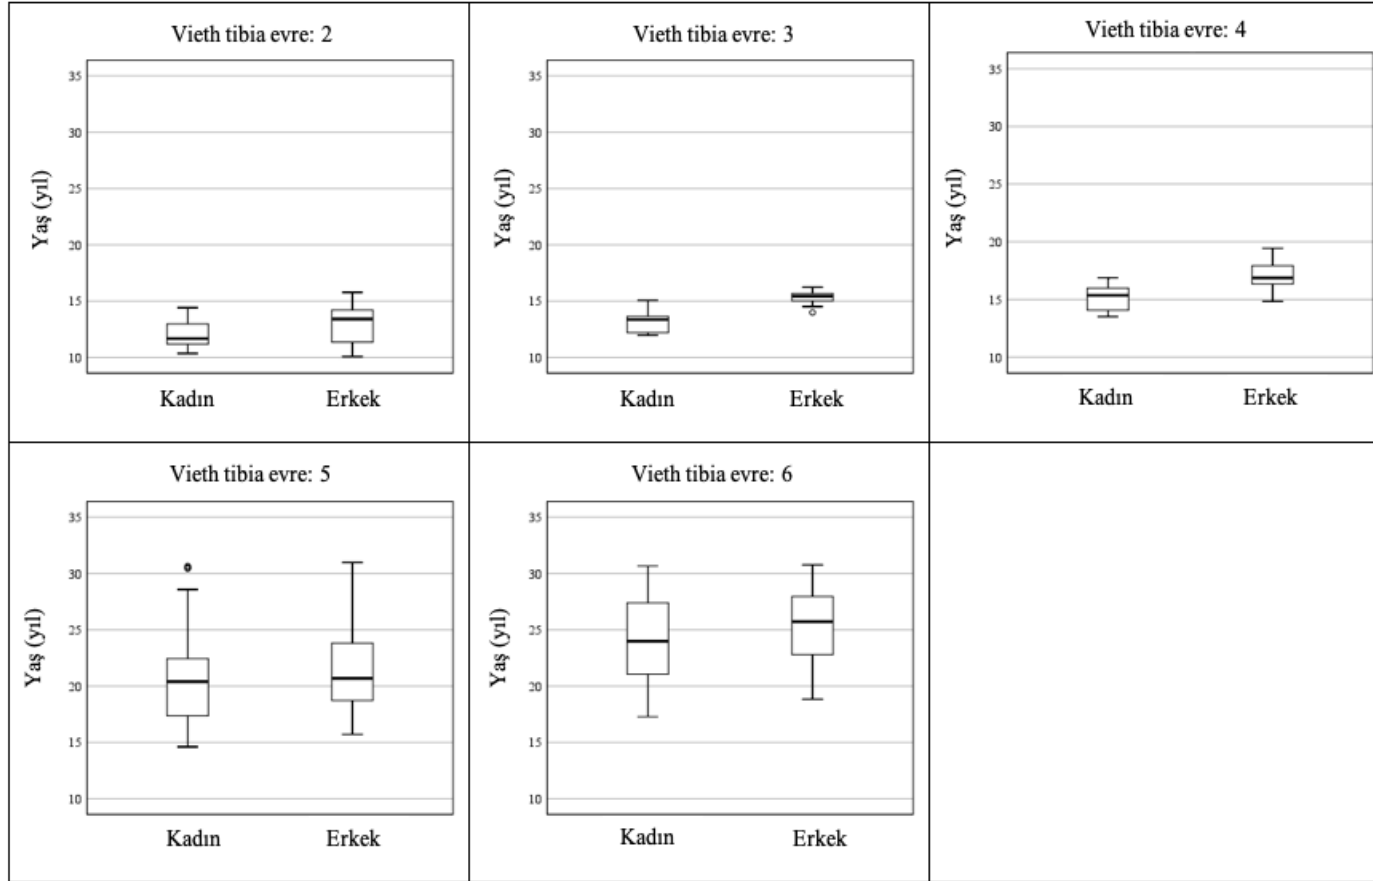 Vieth tibia evre: 2
Yaş (yıl)
35
30
25
20
15
10
Kadın Erkek
Vieth tibia evre: 3
Yaş (yıl)
35
30
25
20
15
10
Kadın Erkek
Vieth tibia evre: 4
Yaş (yıl)
35
30
25
20
15
10
Kadın Erkek
Vieth tibia evre: 5
Yaş (yıl)
35
30
25
20
15
10
Kadın Erkek
Vieth tibia evre: 6
Yaş (yıl)
35
30
25
20
15
10
Kadın Erkek